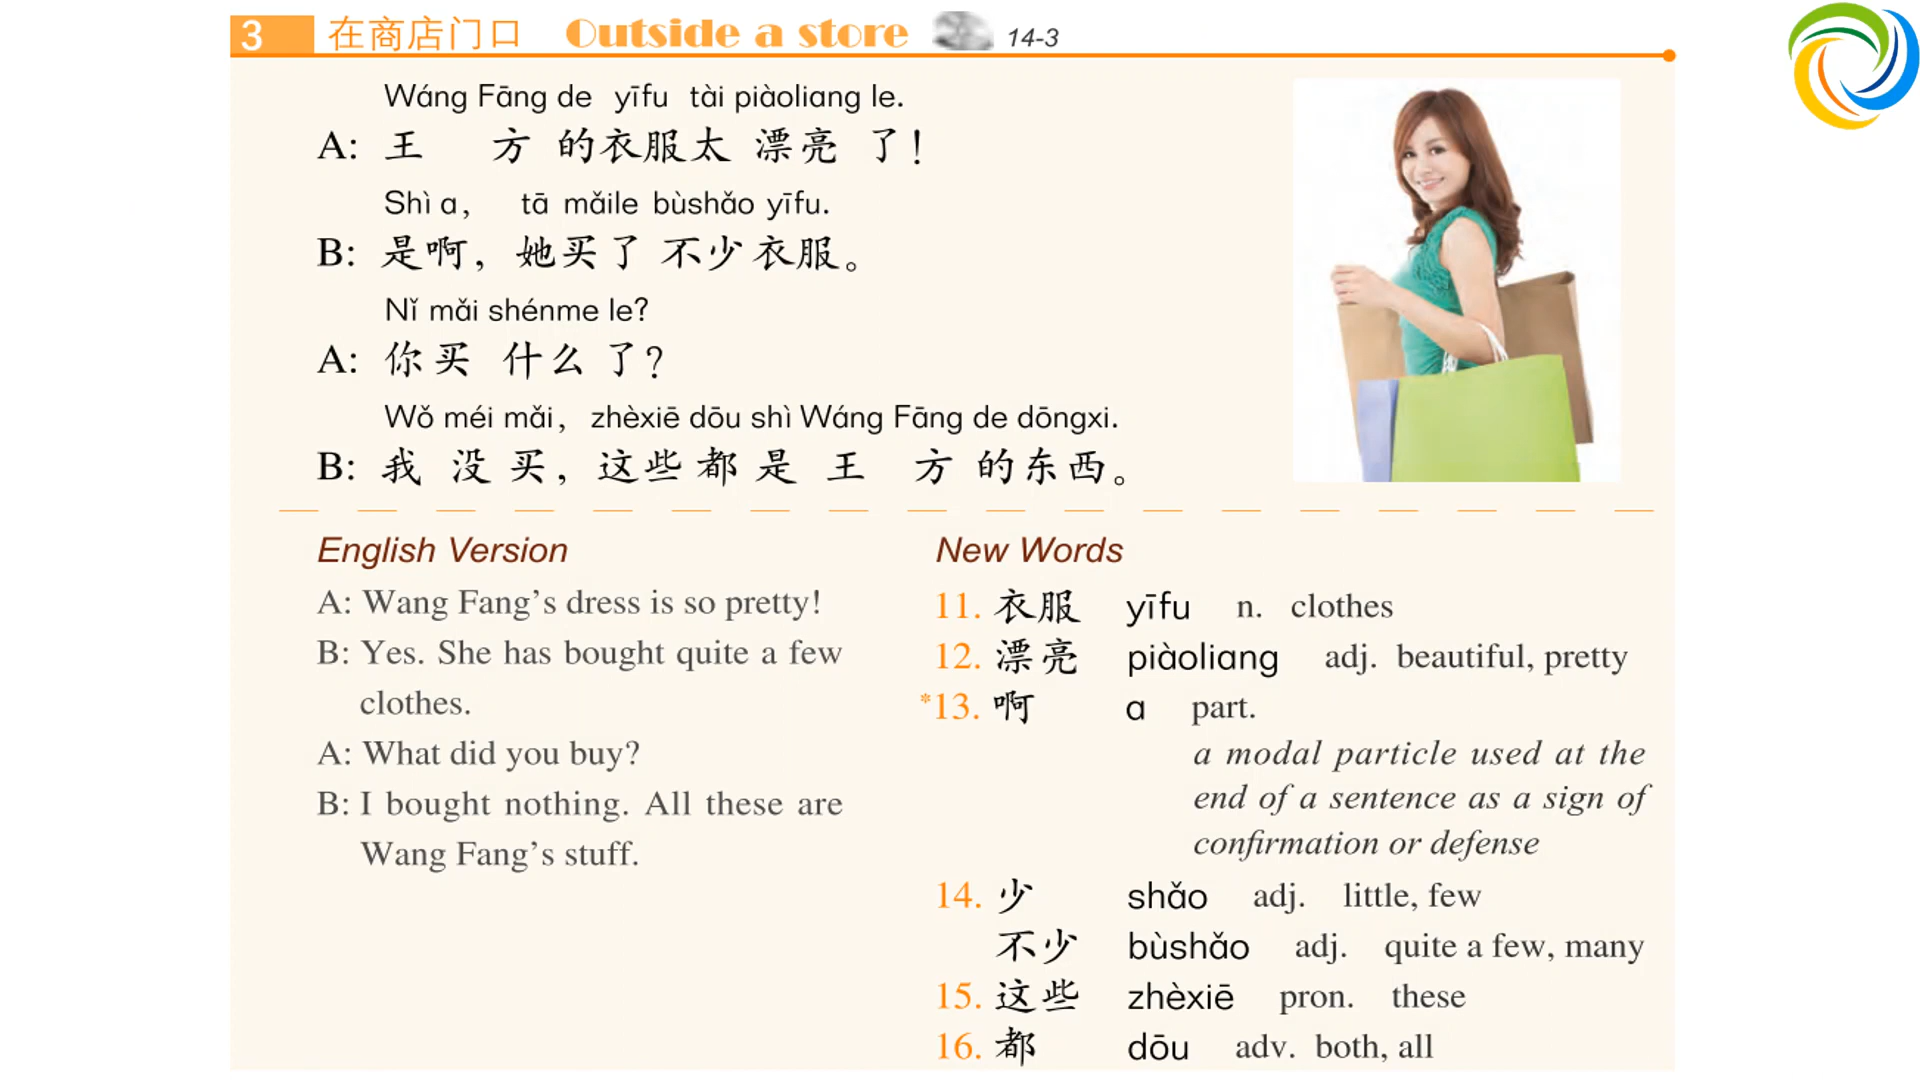 3 在商店门口 Outside a store 14-3
Wáng Fāng de yīfu tài piàoliang le.
A: 王 方 的衣服太 漂亮 了！
Shì a, tā mǎile bùshǎo yīfu.
B: 是啊，她买了 不少衣服。
Nǐ mǎi shénme le?
A: 你买 什么 了？
Wǒ méi mǎi, zhèxiē dōu shì Wáng Fāng de dōngxi.
B: 我 没 买，这些 都 是 王 方 的东西。
English Version
A: Wang Fang's dress is so pretty!
B: Yes. She has bought quite a few
clothes.
A: What did you buy?
B: I bought nothing. All these are
Wang Fang's stuff.
New Words
11. 衣服 yīfu n. clothes
12. 漂亮 piàoliang adj. beautiful, pretty
*13. 啊 a part.
a modal particle used at the
end of a sentence as a sign of
confirmation or defense
14. 少 shǎo adj. little, few
不少 bùshǎo adj. quite a few, many
15. 这些 zhèxiē pron. these
16. 都 dōu adv. both, all